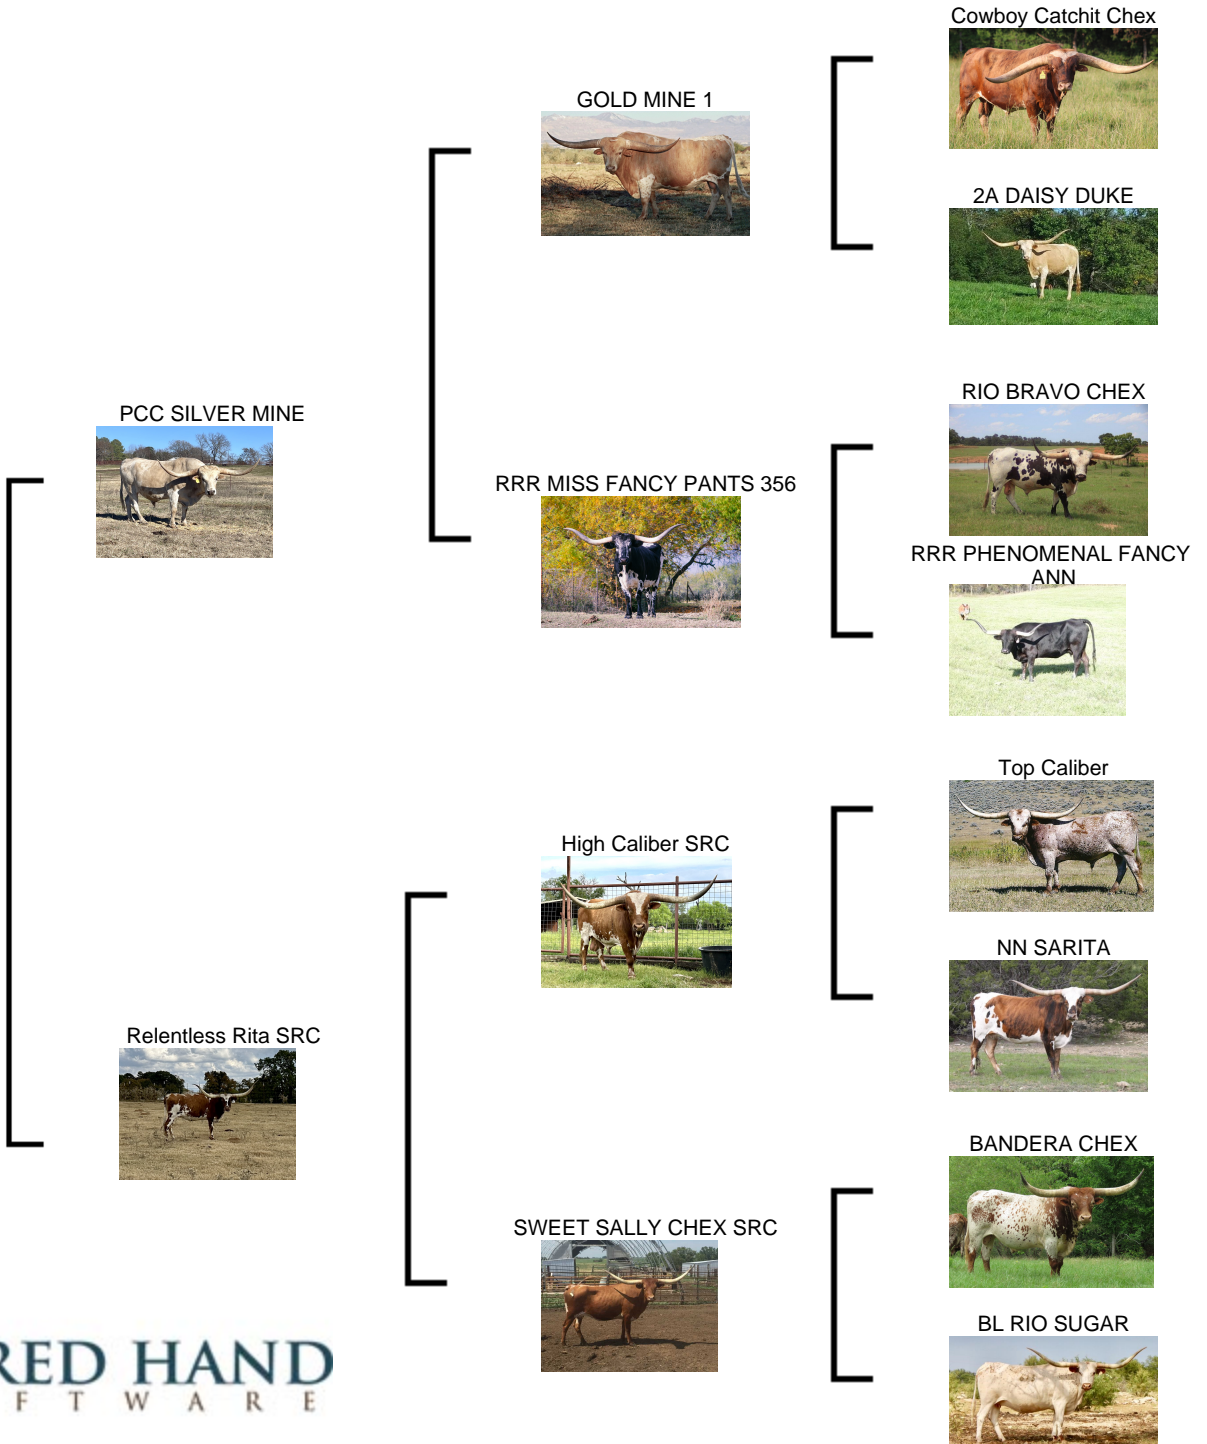 Cowboy Catchit Chex
GOLD MINE 1
2A DAISY DUKE
PCC SILVER MINE
RIO BRAVO CHEX
RRR MISS FANCY PANTS 356
RRR PHENOMENAL FANCY
ANN
Top Caliber
High Caliber SRC
NN SARITA
Relentless Rita SRC
BANDERA CHEX
SWEET SALLY CHEX SRC
BL RIO SUGAR
RED HAND
F T W A R E